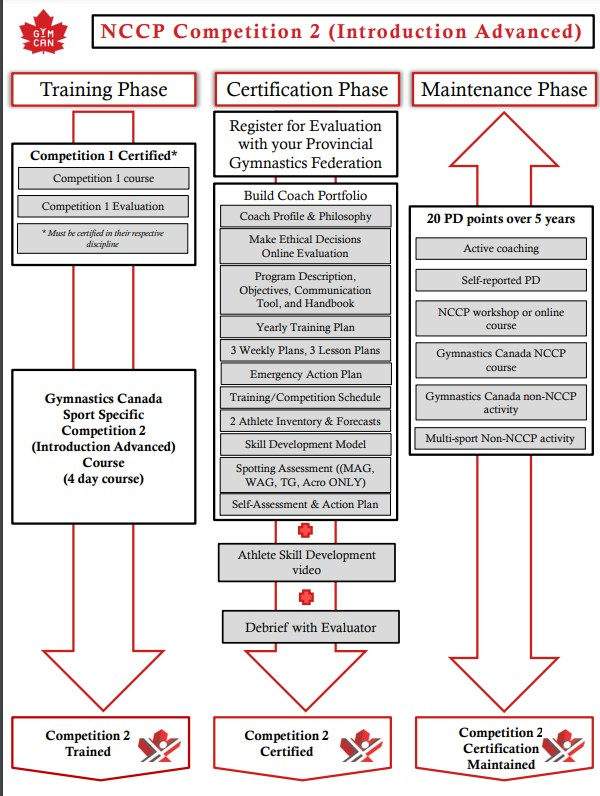 GYM
CAN
NCCP Competition 2 (Introduction Advanced)
Training Phase
Competition 1 Certified*
Competition 1 course
Competition 1 Evaluation
* Must be certified in their respective
discipline
Gymnastics Canada
Sport Specific
Competition 2
(Introduction Advanced)
Course
(4 day course)
Competition 2
Trained
Certification Phase
Register for Evaluation
with your Provincial
Gymnastics Federation
Build Coach Portfolio
Coach Profile & Philosophy
Make Ethical Decisions
Online Evaluation
Program Description,
Objectives, Communication
Tool, and Handbook
Yearly Training Plan
3 Weekly Plans, 3 Lesson Plans
Emergency Action Plan
Training/Competition Schedule
2 Athlete Inventory & Forecasts
Skill Development Model
Spotting Assessment ((MAG,
WAG, TG, Acro ONLY)
Self-Assessment & Action Plan
Athlete Skill Development
video
Debrief with Evaluator
Competition 2
Certified
Maintenance Phase
20 PD points over 5 years
Active coaching
Self-reported PD
NCCP workshop or online
course
Gymnastics Canada NCCP
course
Gymnastics Canada non-NCCP
activity
Multi-sport Non-NCCP activity
Competition 2
Certification
Maintained